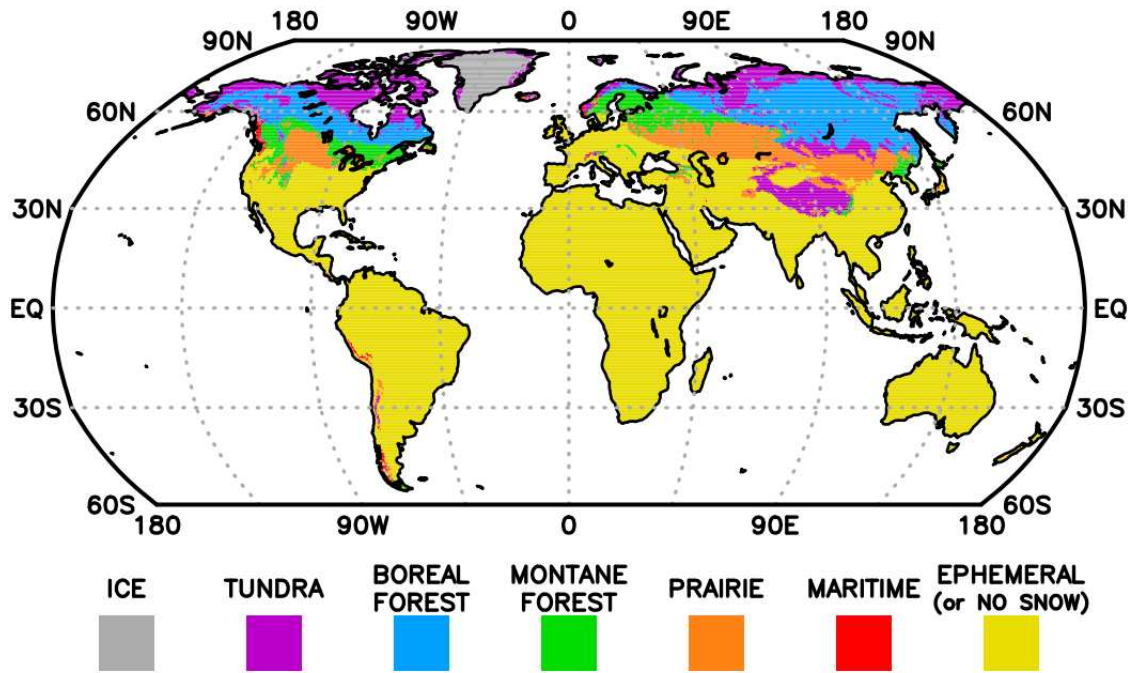 180 90W 0 90E 180
90N 90N
60N 60N
30N 30N
EQ EQ
30S 30S
60S 60S
180 90W 0 90E 180
ICE
TUNDRA
BOREAL
FOREST
MONTANE
FOREST
PRAIRIE
MARITIME
EPHEMERAL
(or NO SNOW)